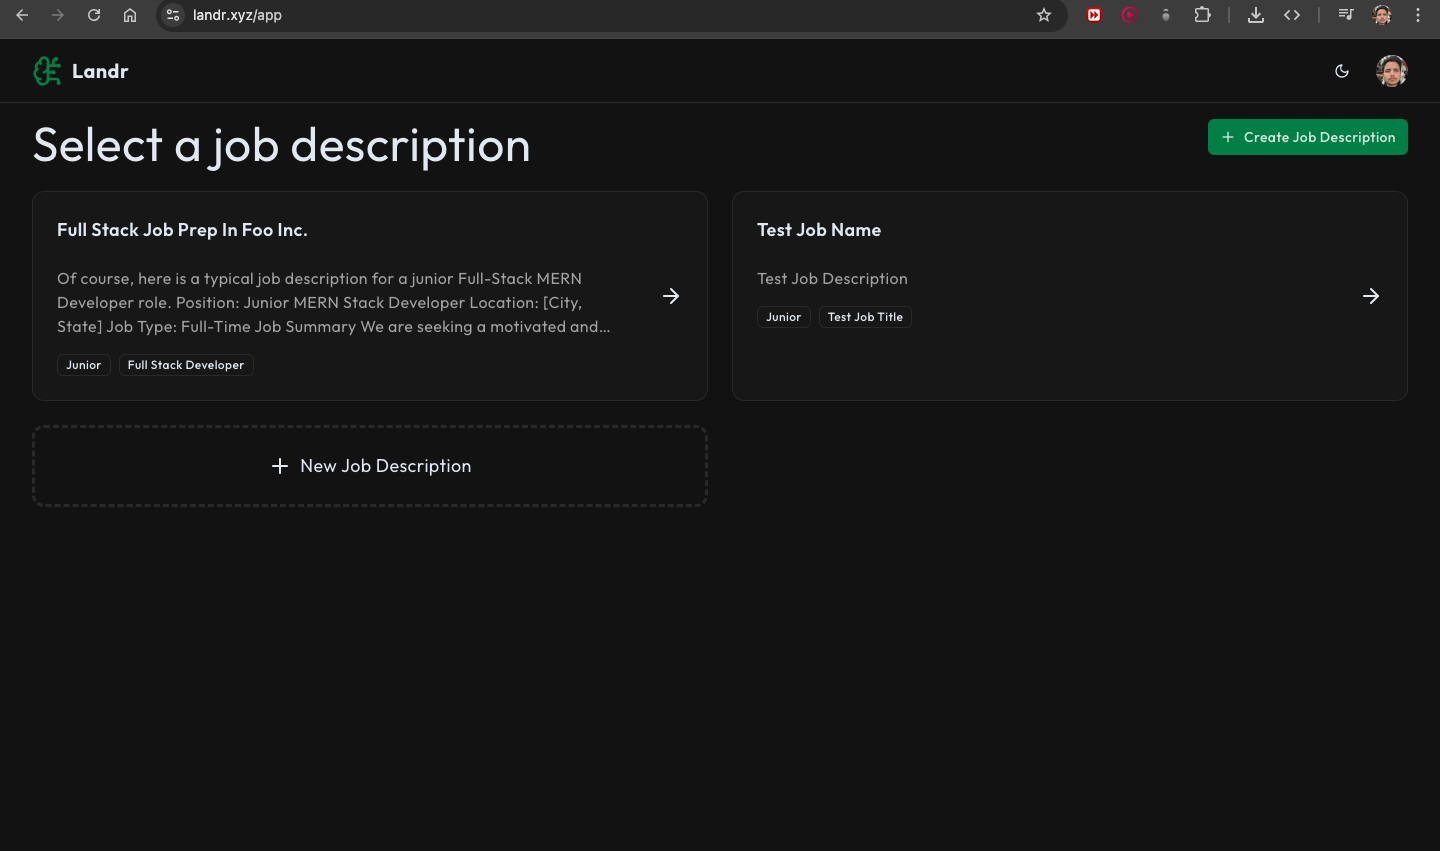 landr.xyz/app
Landr
Select a job description
+ Create Job Description
Full Stack Job Prep In Foo Inc.
Of course, here is a typical job description for a junior Full-Stack MERN
Developer role. Position: Junior MERN Stack Developer Location: [City,
State] Job Type: Full-Time Job Summary We are seeking a motivated and...
Junior
Full Stack Developer
Test Job Name
Test Job Description
Junior
Test Job Title
+ New Job Description